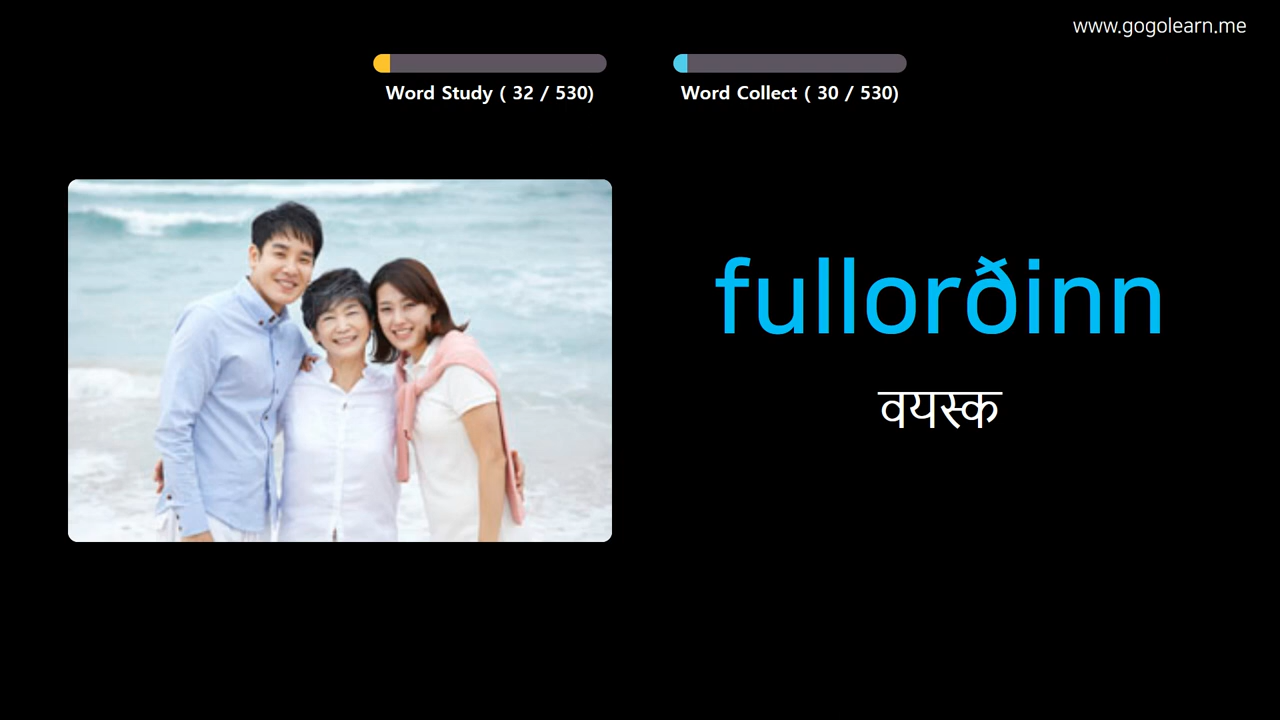 www.gogolearn.me
Word Study ( 32 / 530)
Word Collect ( 30 / 530)
fullorðinn
वयस्क